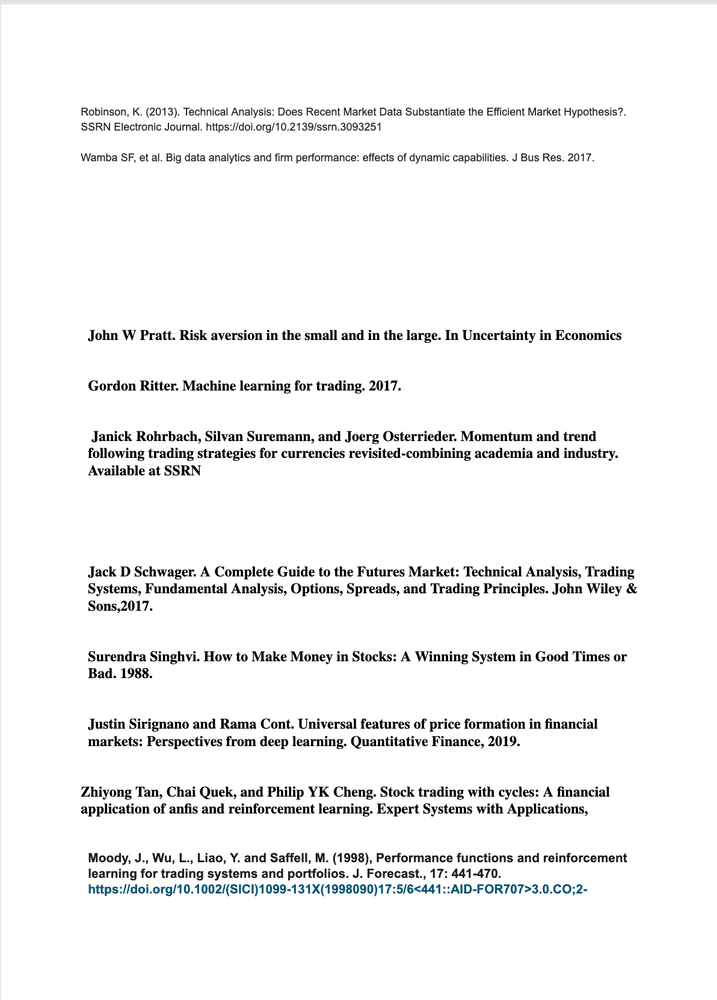 Robinson, K. (2013). Technical Analysis: Does Recent Market Data Substantiate the Efficient Market Hypothesis?.
SSRN Electronic Journal. https://doi.org/10.2139/ssrn.3093251
Wamba SF, et al. Big data analytics and firm performance: effects of dynamic capabilities. J Bus Res. 2017.
John W Pratt. Risk aversion in the small and in the large. In Uncertainty in Economics
Gordon Ritter. Machine learning for trading. 2017.
Janick Rohrbach, Silvan Suremann, and Joerg Osterrieder. Momentum and trend
following trading strategies for currencies revisited-combining academia and industry.
Available at SSRN
Jack D Schwager. A Complete Guide to the Futures Market: Technical Analysis, Trading
Systems, Fundamental Analysis, Options, Spreads, and Trading Principles. John Wiley &
Sons,2017.
Surendra Singhvi. How to Make Money in Stocks: A Winning System in Good Times or
Bad. 1988.
Justin Sirignano and Rama Cont. Universal features of price formation in financial
markets: Perspectives from deep learning. Quantitative Finance, 2019.
Zhiyong Tan, Chai Quek, and Philip YK Cheng. Stock trading with cycles: A financial
application of anfis and reinforcement learning. Expert Systems with Applications,
Moody, J., Wu, L., Liao, Y. and Saffell, M. (1998), Performance functions and reinforcement
learning for trading systems and portfolios. J. Forecast., 17: 441-470.
https://doi.org/10.1002/(SICI)1099-131X(1998090)17:5/6<441::AID-FOR707>3.0.CO;2-